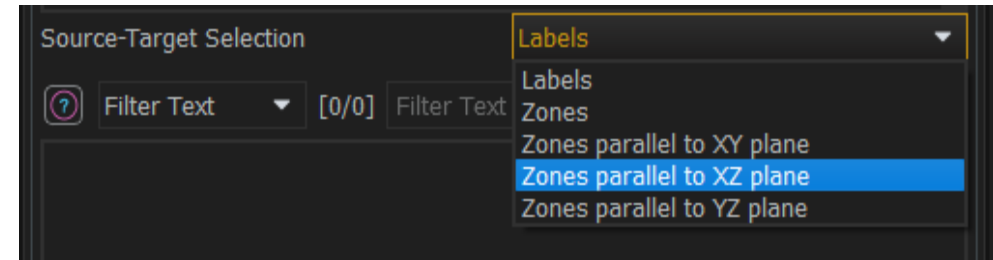 Source-Target Selection Labels
Labels
? Filter Text [0/0] Filter Text
Zones
Zones parallel to XY plane
Zones parallel to XZ plane
Zones parallel to YZ plane